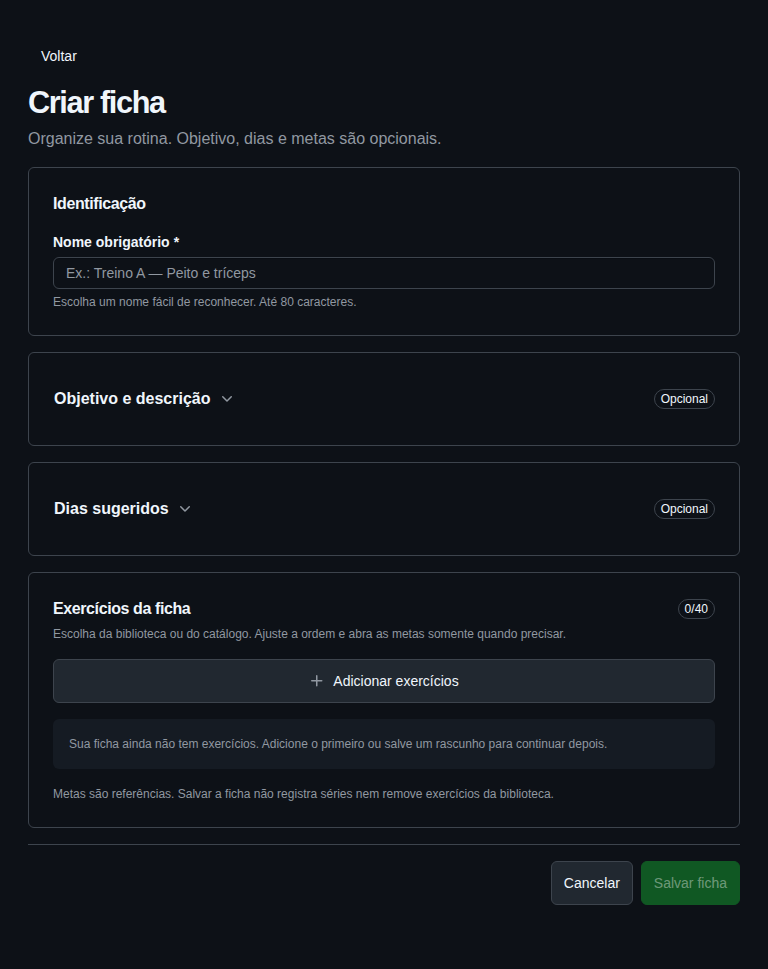 Voltar
Criar ficha
Organize sua rotina. Objetivo, dias e metas são opcionais.
Identificação
Nome obrigatório *
Ex.: Treino A — Peito e tríceps
Escolha um nome fácil de reconhecer. Até 80 caracteres.
Objetivo e descrição
Opcional
Dias sugeridos
Opcional
Exercícios da ficha
0/40
Escolha da biblioteca ou do catálogo. Ajuste a ordem e abra as metas somente quando precisar.
Adicionar exercícios
Sua ficha ainda não tem exercícios. Adicione o primeiro ou salve um rascunho para continuar depois.
Metas são referências. Salvar a ficha não registra séries nem remove exercícios da biblioteca.
Cancelar
Salvar ficha